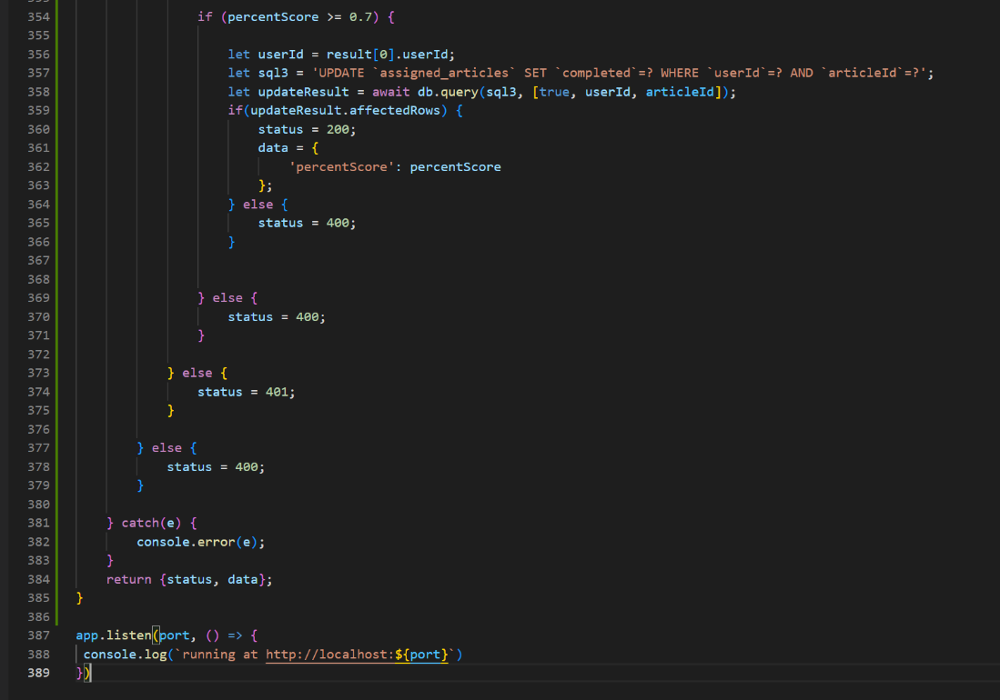 353
354 if (percentScore >= 0.7) {
355
356 let userId = result[0].userId;
357 let sql3 = 'UPDATE `assigned_articles` SET `completed`=? WHERE `userId`=? AND `articleId`=?';
358 let updateResult = await db.query(sql3, [true, userId, articleId]);
359 if(updateResult.affectedRows) {
360 status = 200;
361 data = {
362 'percentScore': percentScore
363 };
364 } else {
365 status = 400;
366 }
367
368
369 } else {
370 status = 400;
371 }
372
373 } else {
374 status = 401;
375 }
376
377 } else {
378 status = 400;
379 }
380
381 } catch(e) {
382 console.error(e);
383 }
384 return {status, data};
385 }
386
387 app.listen(port, () => {
388 console.log(`running at http://localhost:${port}`)
389 })